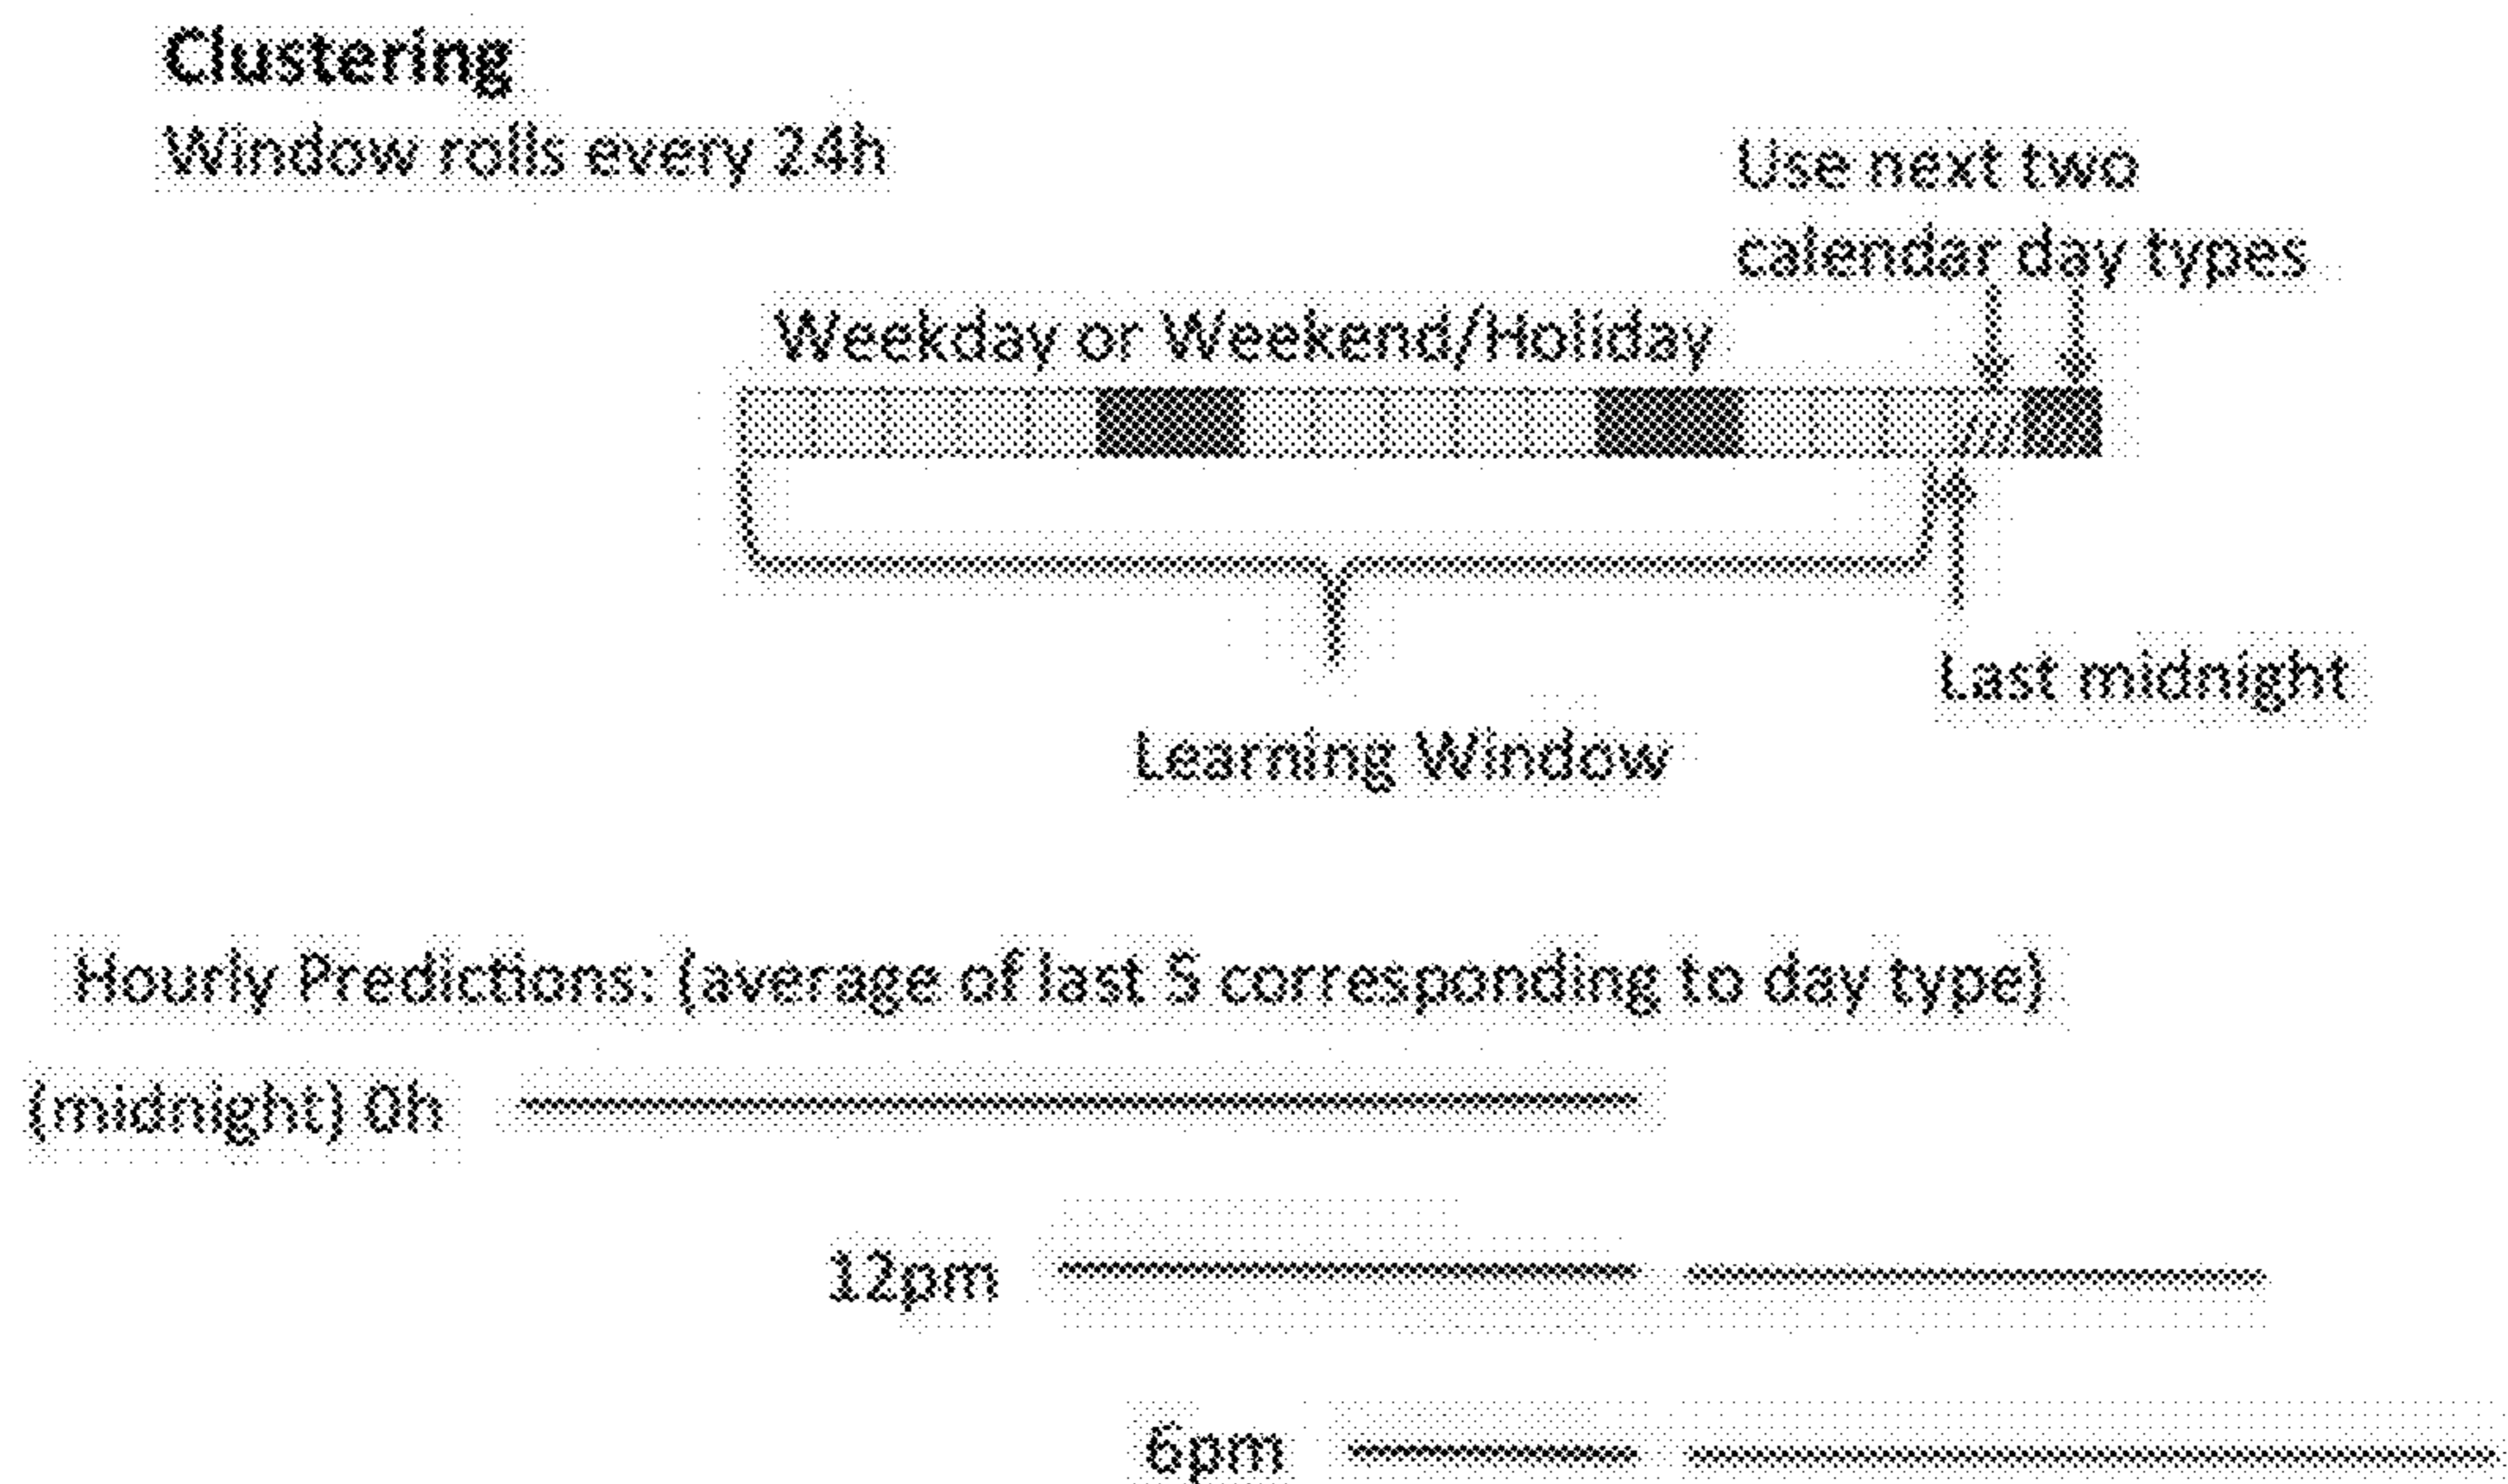 Clustering
Window rolls every 24h
Use next two
calendar day types
Weekday or Weekend/Holiday
Last midnight
Learning Window
Hourly Predictions: (average of last 5 corresponding to day type)
(midnight) 0h
12pm
6pm